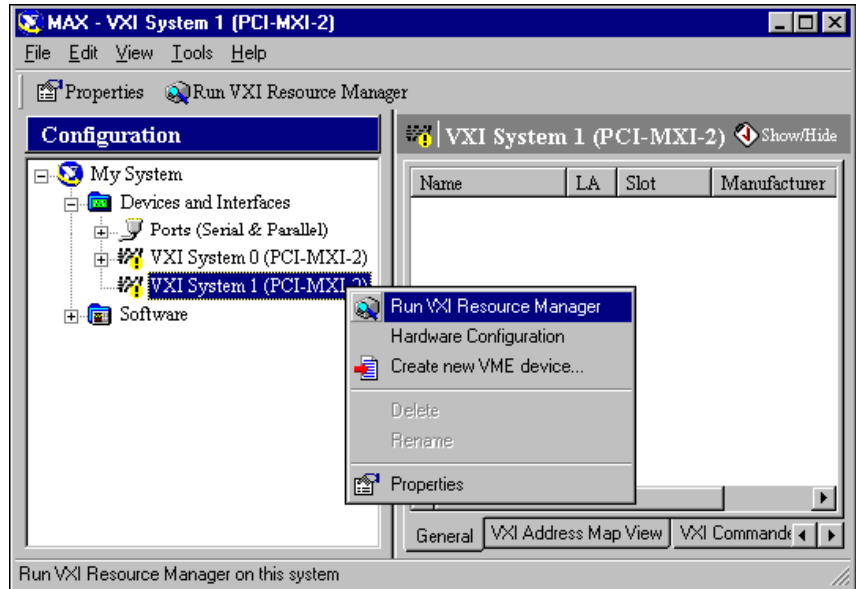 MAX - VXI System 1 (PCI-MXI-2)
File Edit View Tools Help
Properties Run VXI Resource Manager
Configuration
VXI System 1 (PCI-MXI-2) Show/Hide
My System
Devices and Interfaces
Ports (Serial & Parallel)
VXI System 0 (PCI-MXI-2)
VXI System 1 (PCI-MXI-2)
Software
Name LA Slot Manufacturer
Run VXI Resource Manager
Hardware Configuration
Create new VME device...
Delete
Rename
Properties
General VXI Address Map View VXI Commande
Run VXI Resource Manager on this system